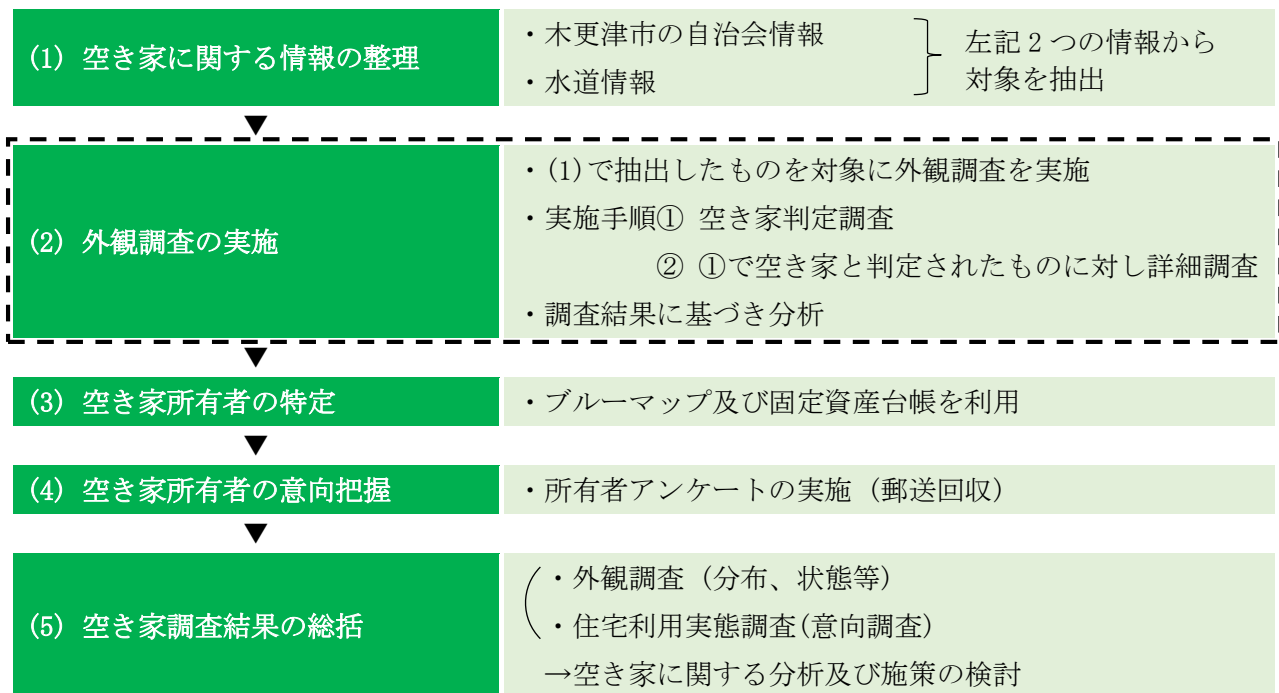 (1) 空き家に関する情報の整理
・木更津市の自治会情報
・水道情報
左記 2 つの情報から
対象を抽出
▼
(2) 外観調査の実施
・(1)で抽出したものを対象に外観調査を実施
・実施手順① 空き家判定調査
② ①で空き家と判定されたものに対し詳細調査
・調査結果に基づき分析
▼
(3) 空き家所有者の特定
・ブルーマップ及び固定資産台帳を利用
▼
(4) 空き家所有者の意向把握
・所有者アンケートの実施 (郵送回収)
▼
(5) 空き家調査結果の総括
・外観調査 (分布、状態等)
・住宅利用実態調査(意向調査)
→空き家に関する分析及び施策の検討